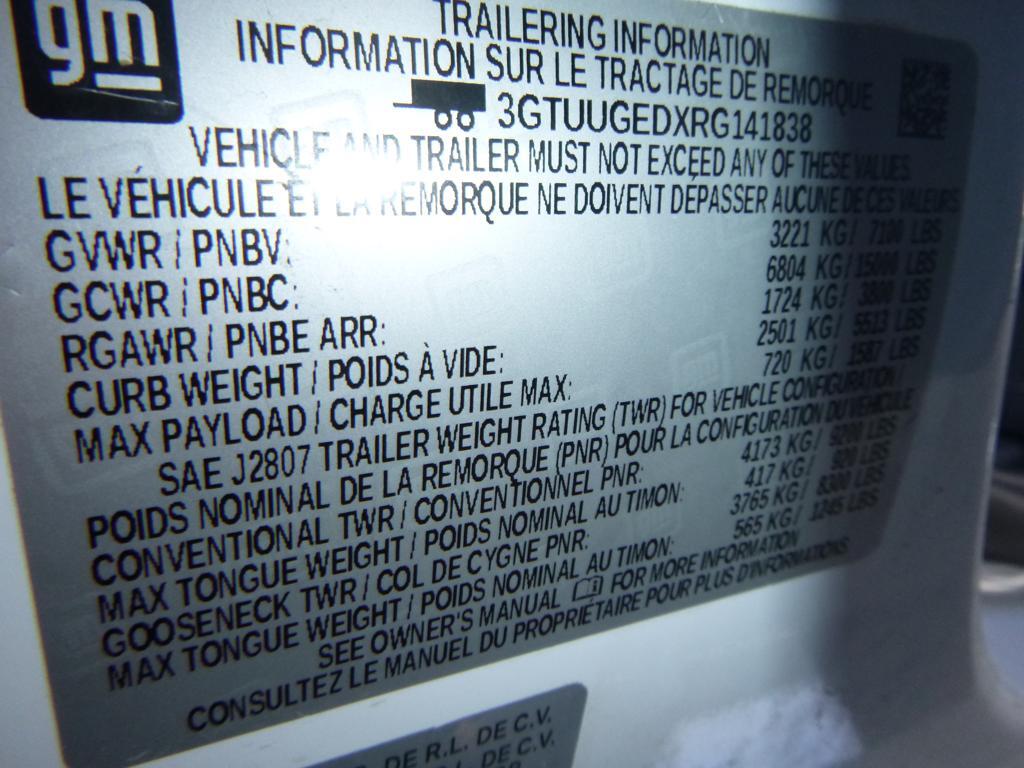 gm
TRAILERING INFORMATION
INFORMATION SUR LE TRACTAGE DE REMORQUE
3GTUUGEDXRG141838
VEHICLE AND TRAILER MUST NOT EXCEED ANY OF THESE VALUES.
LE VÉHICULE ET LA REMORQUE NE DOIVENT DÉPASSER AUCUNE DE CES VALEURS
GVWR / PNBV: 3221 KG/ 7100 LBS
GCWR / PNBC: 6804 KG/ 15000 LBS
RGAWR / PNBE ARR: 1724 KG/ 3800 LBS
CURB WEIGHT / POIDS À VIDE: 2501 KG/ 5513 LBS
MAX PAYLOAD / CHARGE UTILE MAX: 720 KG/ 1587 LBS
SAE J2807 TRAILER WEIGHT RATING (TWR) FOR VEHICLE CONFIGURATION /
POIDS NOMINAL DE LA REMORQUE (PNR) POUR LA CONFIGURATION DU VÉHICULE
CONVENTIONAL TWR / CONVENTIONNEL PNR: 4173 KG/ 9200 LBS
MAX TONGUE WEIGHT / POIDS NOMINAL AU TIMON: 417 KG/ 920 LBS
GOOSENECK TWR / COL DE CYGNE PNR: 3765 KG/ 8300 LBS
MAX TONGUE WEIGHT / POIDS NOMINAL AU TIMON: 565 KG/ 1245 LBS
SEE OWNER'S MANUAL FOR MORE INFORMATION
CONSULTEZ LE MANUEL DU PROPRIÉTAIRE POUR PLUS D'INFORMATIONS
DE R.L. DE C.V.
L. DE C.V.